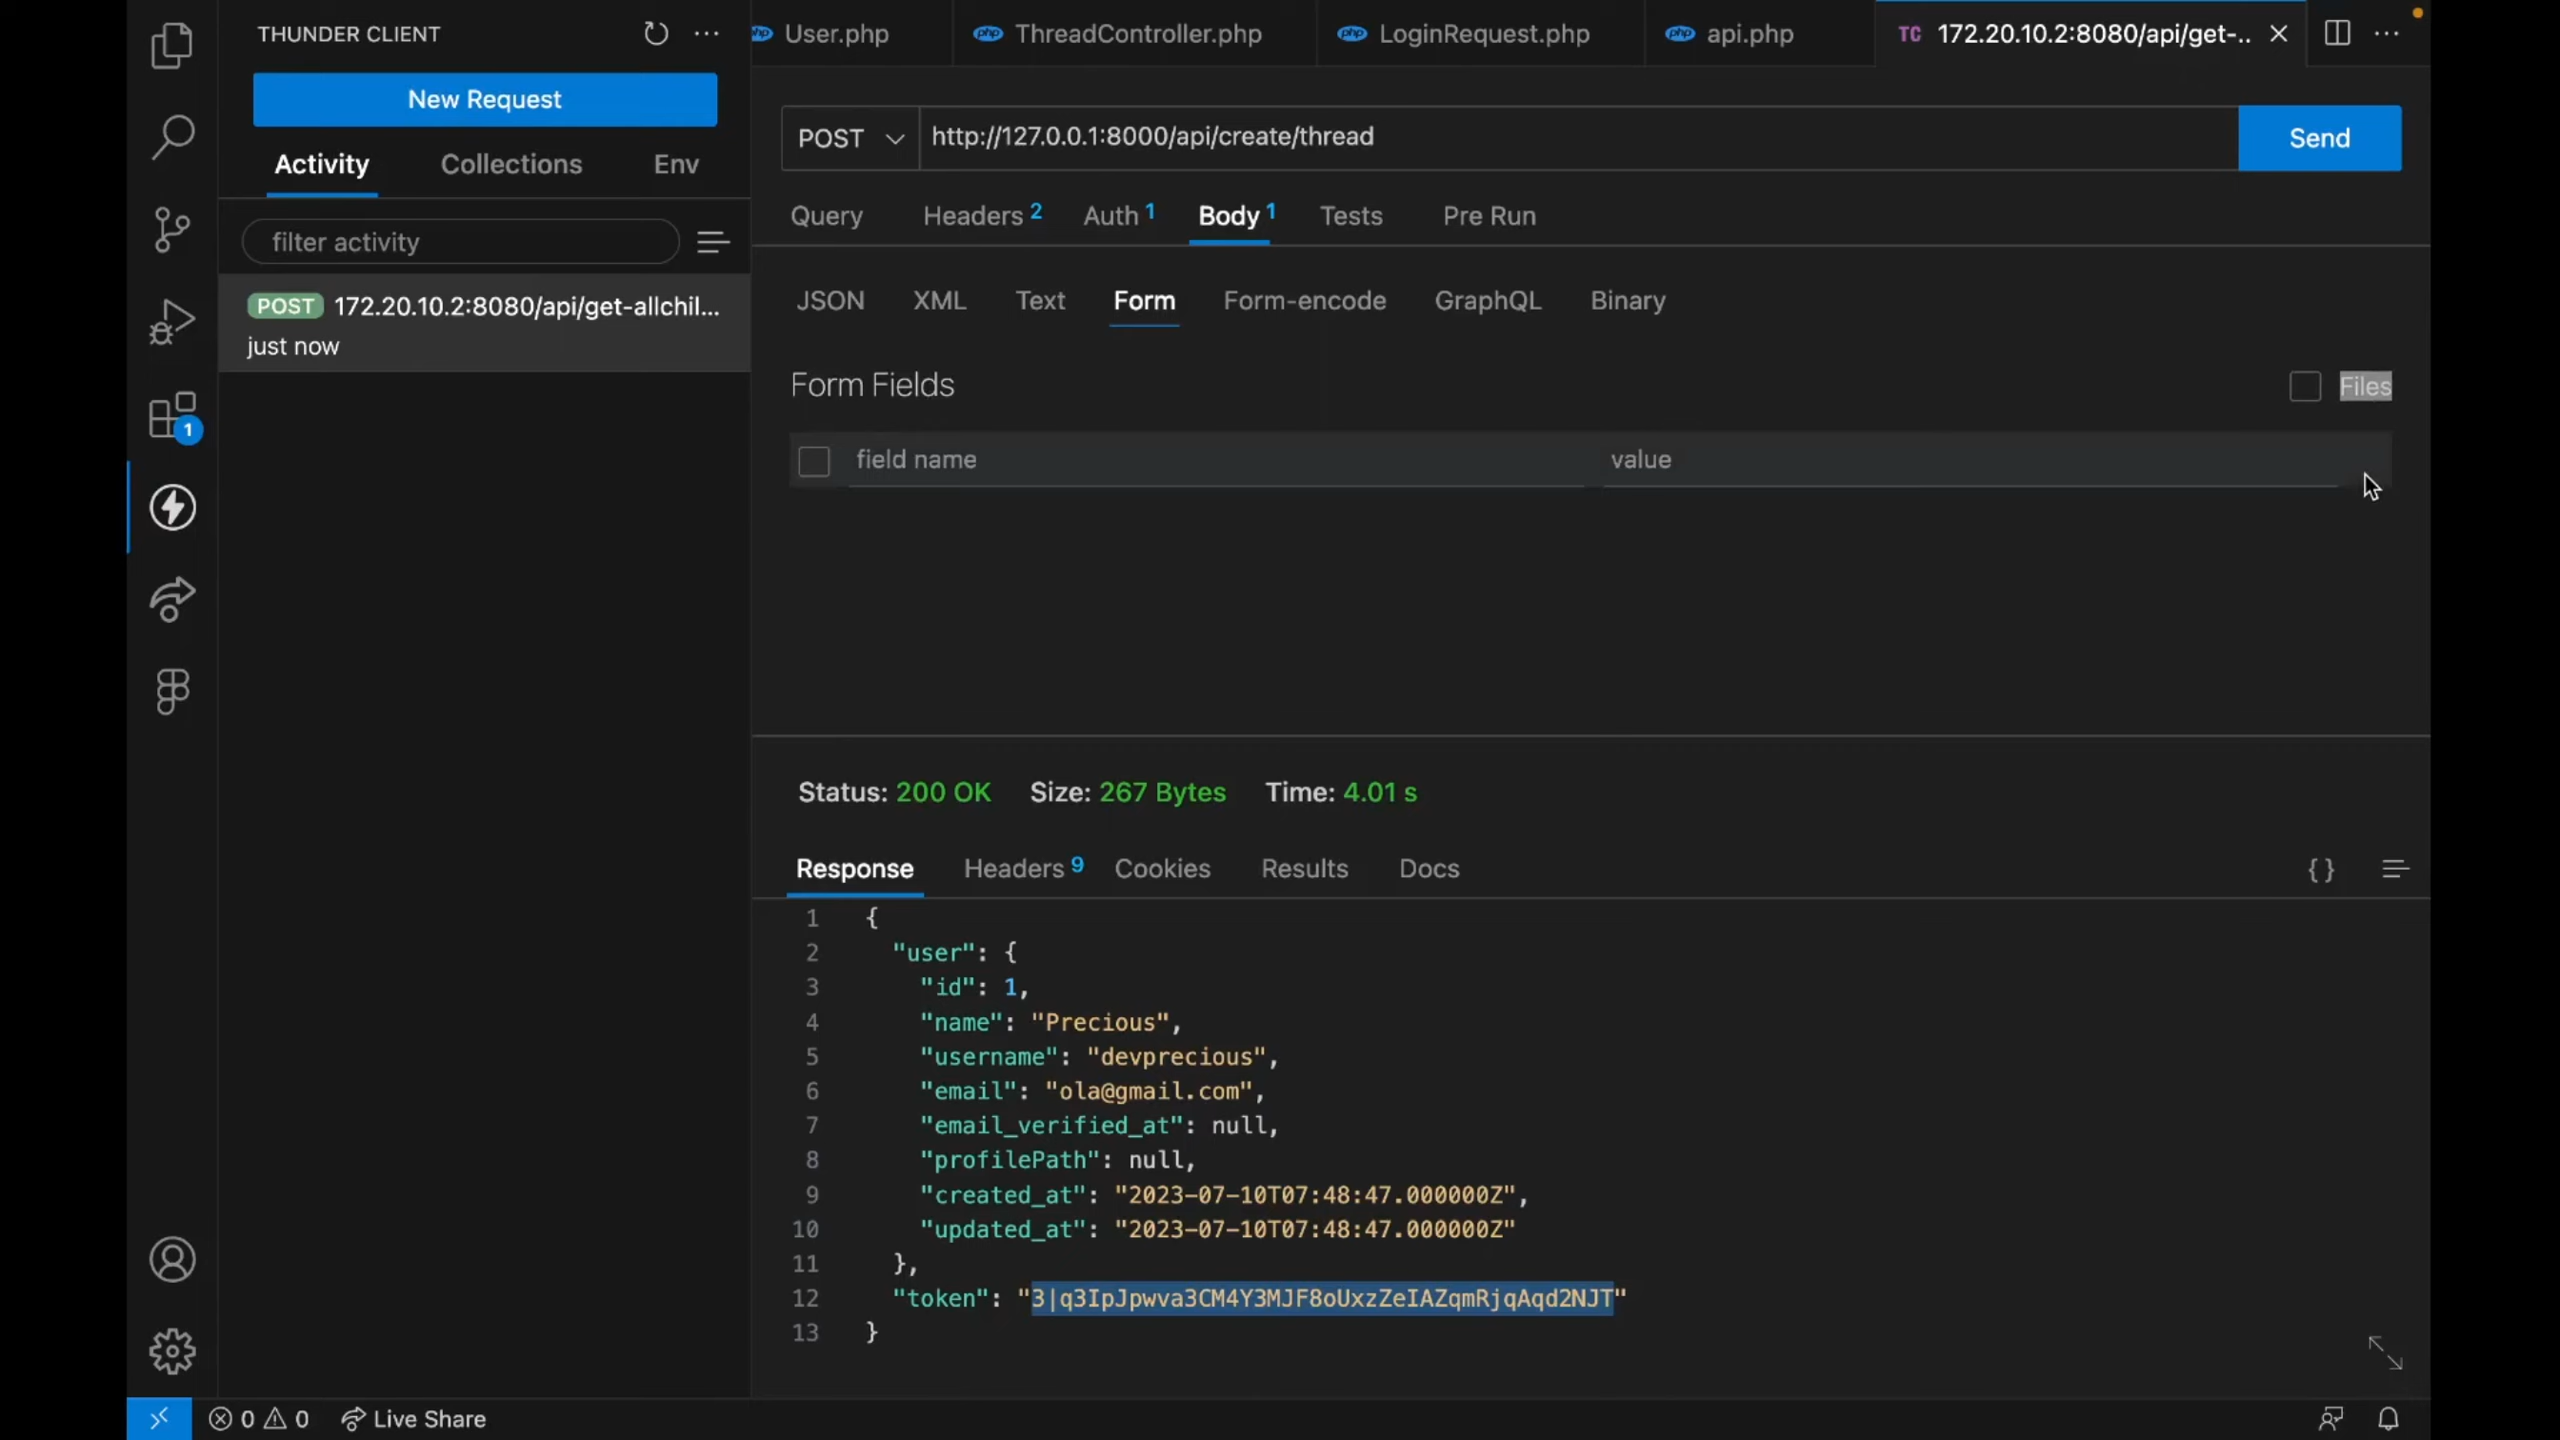 THUNDER CLIENT
New Request
Activity Collections Env
filter activity
POST 172.20.10.2:8080/api/get-allchil...
just now
php User.php php ThreadController.php php LoginRequest.php php api.php TC 172.20.10.2:8080/api/get-..
POST http://127.0.0.1:8000/api/create/thread Send
Query Headers 2 Auth 1 Body 1 Tests Pre Run
JSON XML Text Form Form-encode GraphQL Binary
Form Fields Files
field name value
Status: 200 OK Size: 267 Bytes Time: 4.01 s
Response Headers 9 Cookies Results Docs {}
1 {
2 "user": {
3 "id": 1,
4 "name": "Precious",
5 "username": "devprecious",
6 "email": "ola@gmail.com",
7 "email_verified_at": null,
8 "profilePath": null,
9 "created_at": "2023-07-10T07:48:47.000000Z",
10 "updated_at": "2023-07-10T07:48:47.000000Z"
11 },
12 "token": "3|q3IpJpwva3CM4Y3MJF8oUxzZeIAZqmRjqAqd2NJT"
13 }
1
0 0 Live Share